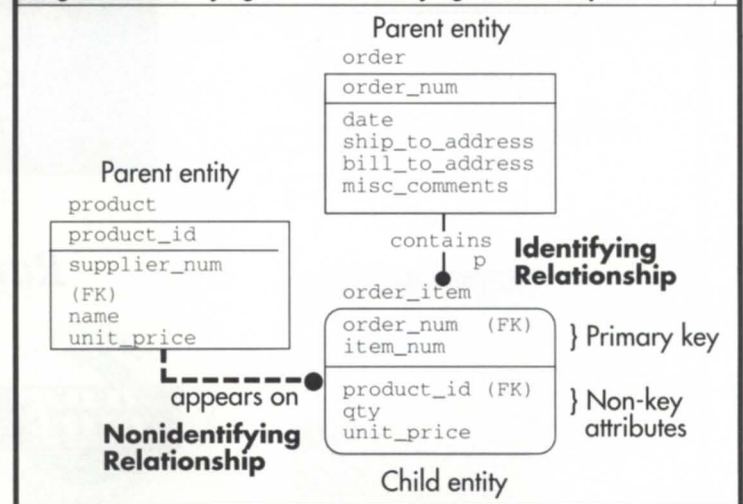 Parent entity
order
order_num
date
ship_to_address
bill_to_address
misc_comments
Parent entity
product
product_id
supplier_num
(FK)
name
unit_price
contains
p
Identifying
Relationship
order_item
order_num (FK)
item_num
} Primary key
product_id (FK)
qty
unit_price
} Non-key
attributes
appears on
Nonidentifying
Relationship
Child entity